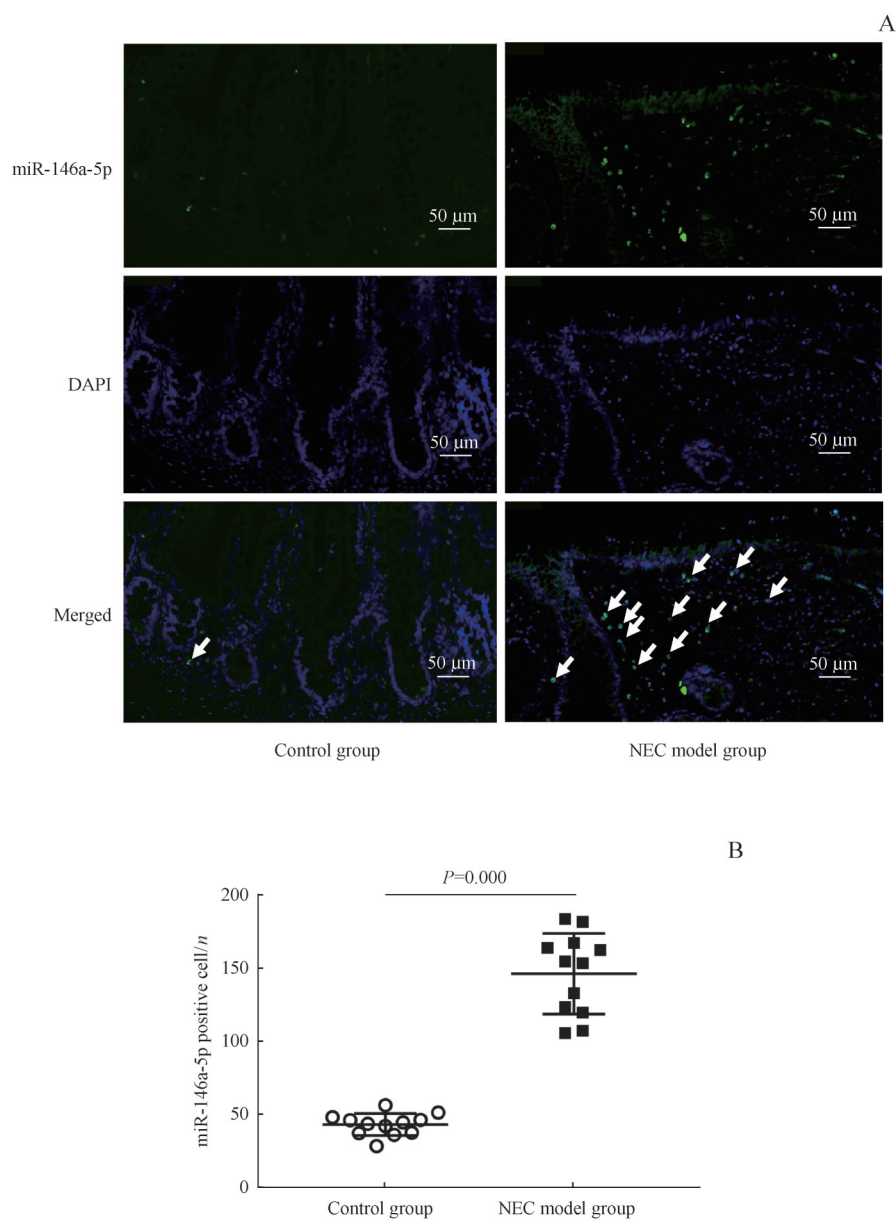 A
miR-146a-5p
50 μm
50 μm
DAPI
50 μm
50 μm
Merged
50 μm
50 μm
Control group
NEC model group
B
P=0.000
200
150
100
50
0
miR-146a-5p positive cell/n
Control group
NEC model group